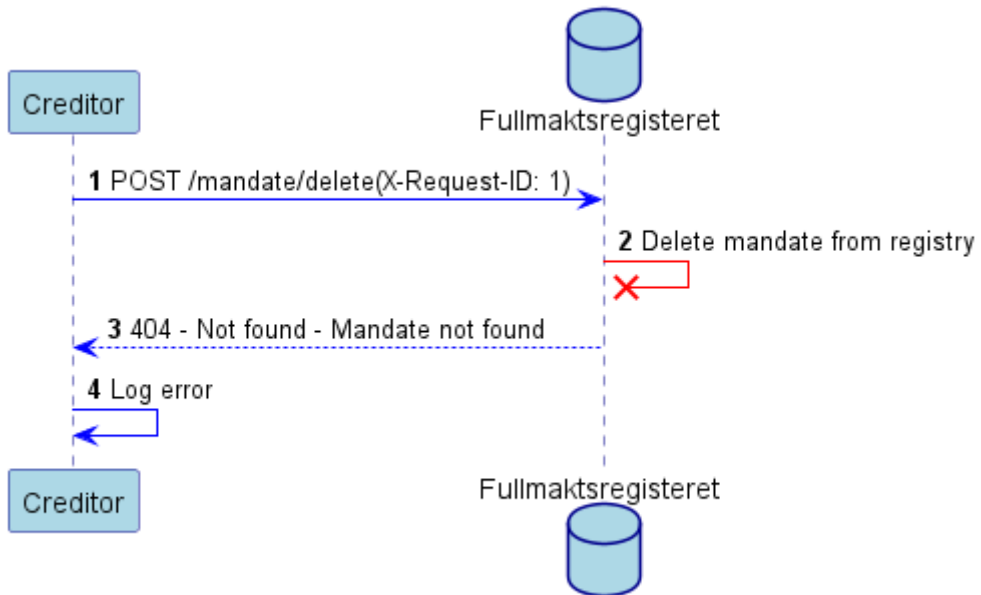 Creditor
Fullmaktsregisteret
1 POST /mandate/delete(X-Request-ID: 1)
2 Delete mandate from registry
3 404 - Not found - Mandate not found
4 Log error
Creditor
Fullmaktsregisteret